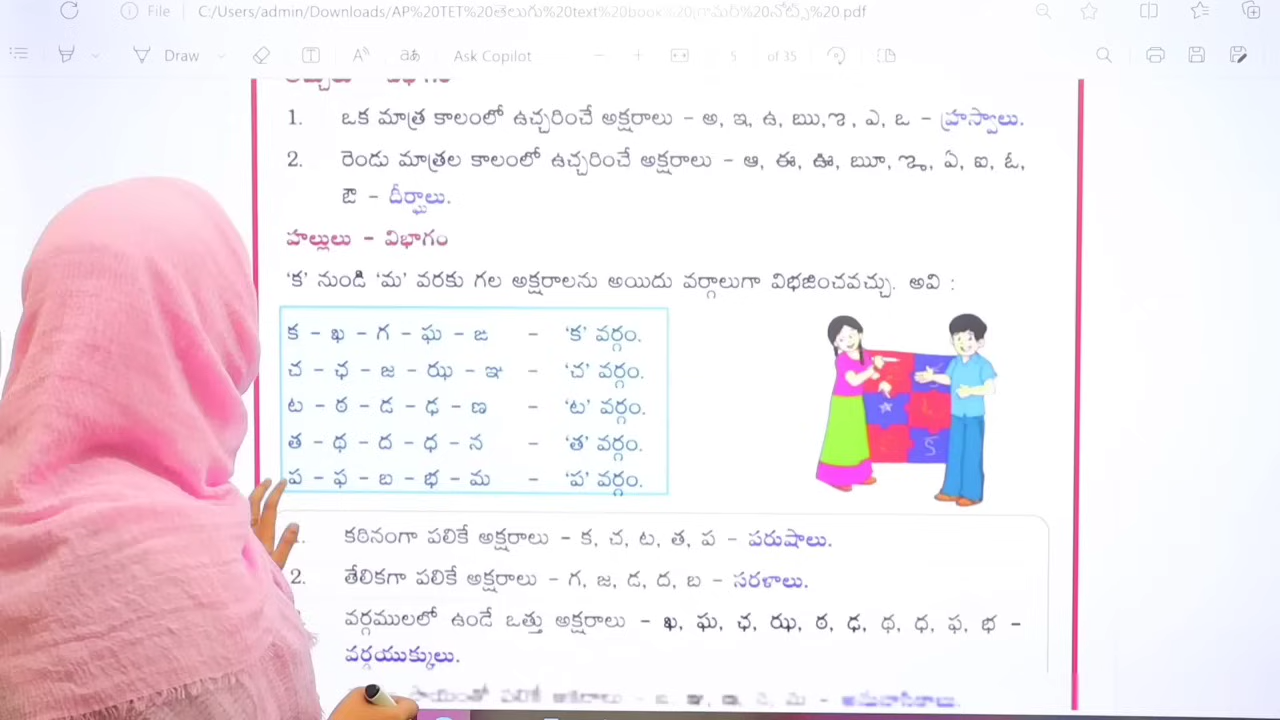 File C:/Users/admin/Downloads/AP%20TET%20తెలుగు%20text%20book%20గ్రామర్%20నోట్స్%20.pdf
Draw Ask Copilot 5 of 35
1. ఒక మాత్ర కాలంలో ఉచ్చరించే అక్షరాలు – అ, ఇ, ఉ, ఋ, ఌ, ఎ, ఒ – హ్రస్వాలు.
2. రెండు మాత్రల కాలంలో ఉచ్చరించే అక్షరాలు – ఆ, ఈ, ఊ, ౠ, ౡ, ఏ, ఐ, ఓ,
ఔ – దీర్ఘాలు.
హల్లులు – విభాగం
‘క’ నుండి ‘మ’ వరకు గల అక్షరాలను అయిదు వర్గాలుగా విభజించవచ్చు. అవి :
క – ఖ – గ – ఘ – ఙ – ‘క’ వర్గం.
చ – ఛ – జ – ఝ – ఞ – ‘చ’ వర్గం.
ట – ఠ – డ – ఢ – ణ – ‘ట’ వర్గం.
త – థ – ద – ధ – న – ‘త’ వర్గం.
ప – ఫ – బ – భ – మ – ‘ప’ వర్గం.
కఠినంగా పలికే అక్షరాలు – క, చ, ట, త, ప – పరుషాలు.
2. తేలికగా పలికే అక్షరాలు – గ, జ, డ, ద, బ – సరళాలు.
వర్గములలో ఉండే ఒత్తు అక్షరాలు – ఖ, ఘ, ఛ, ఝ, ఠ, ఢ, థ, ధ, ఫ, భ –
వర్గయుక్కులు.